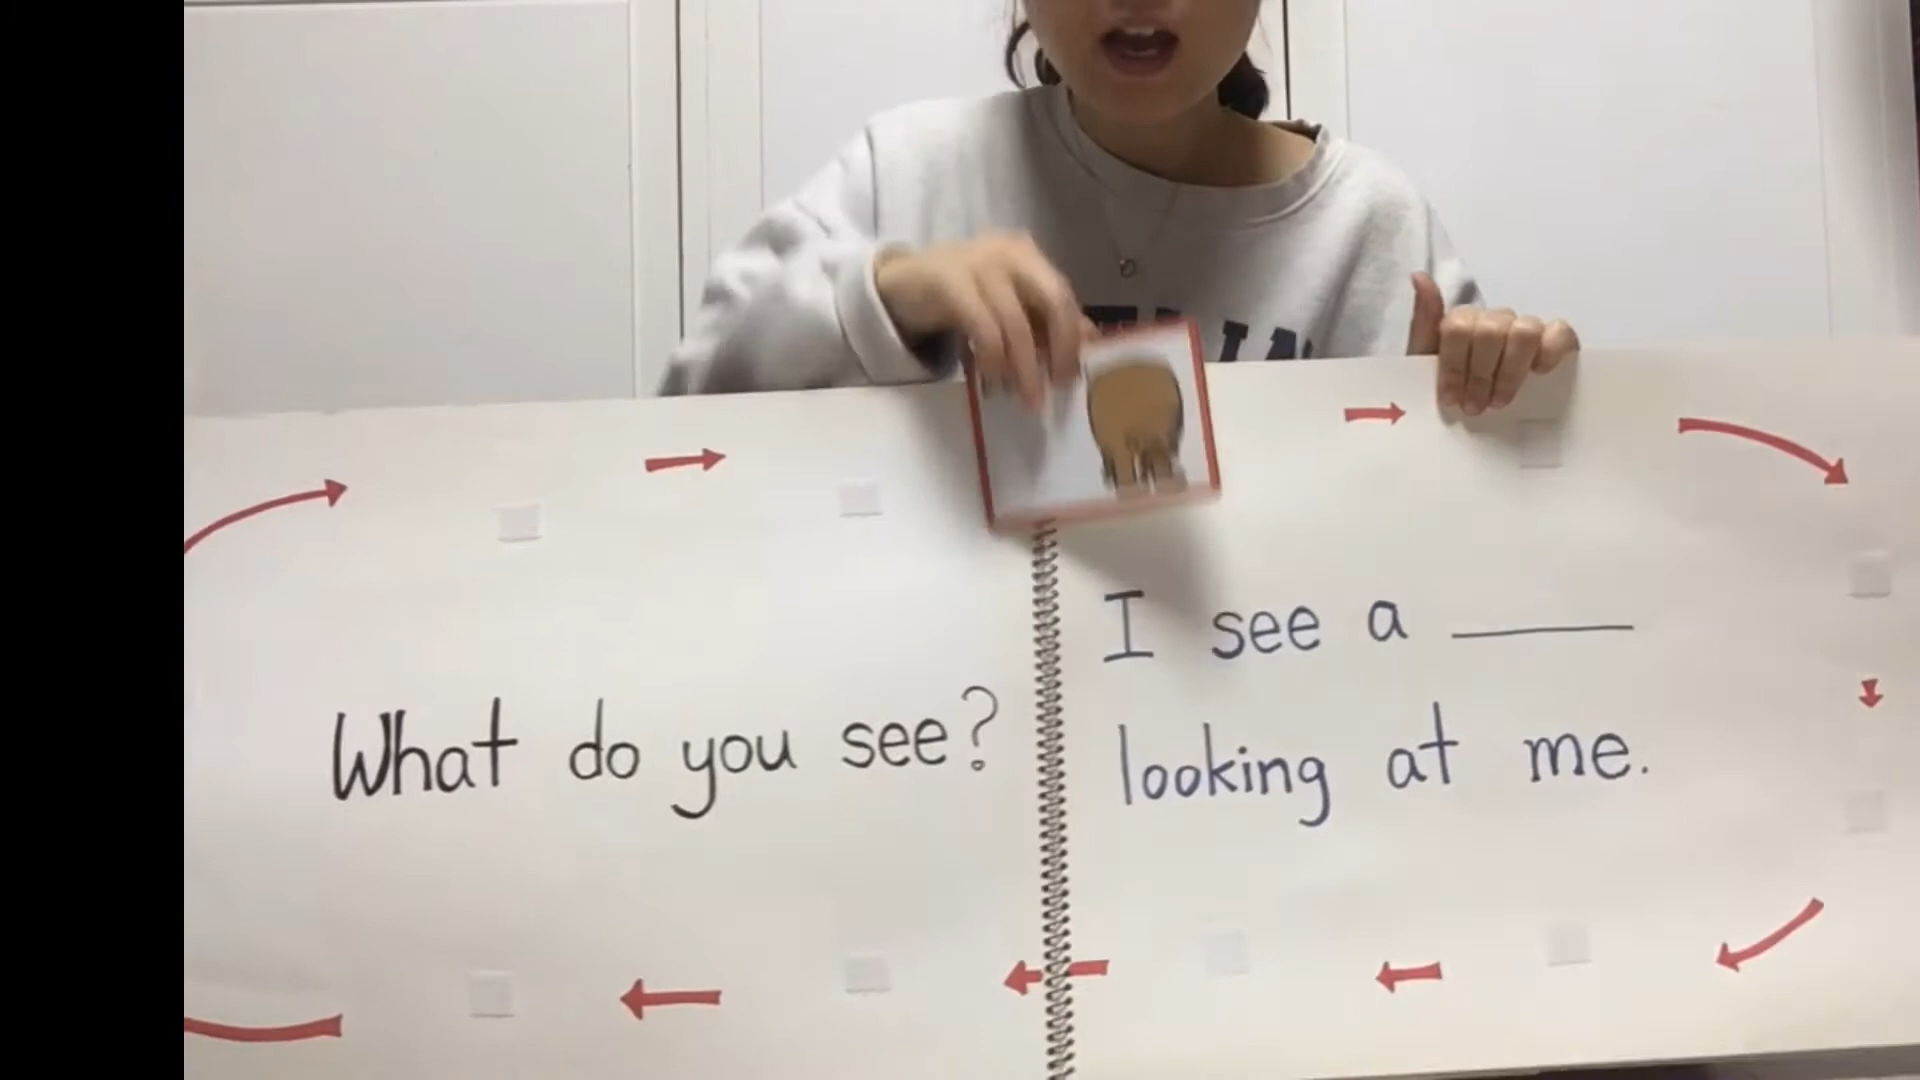 What do you see?
I see a ____
looking at me.